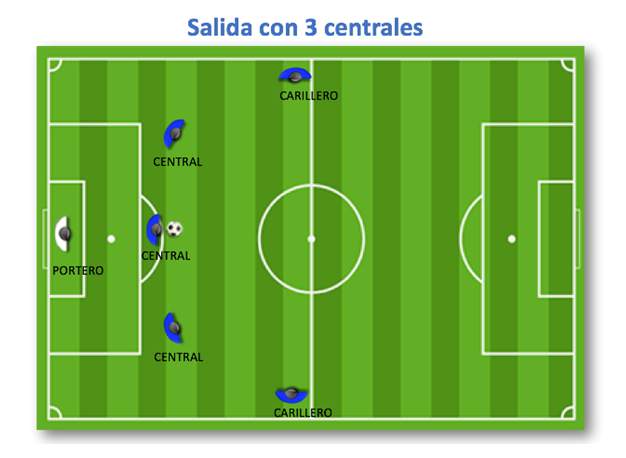 Salida con 3 centrales
CARILLERO
CENTRAL
CENTRAL
PORTERO
CENTRAL
CARILLERO